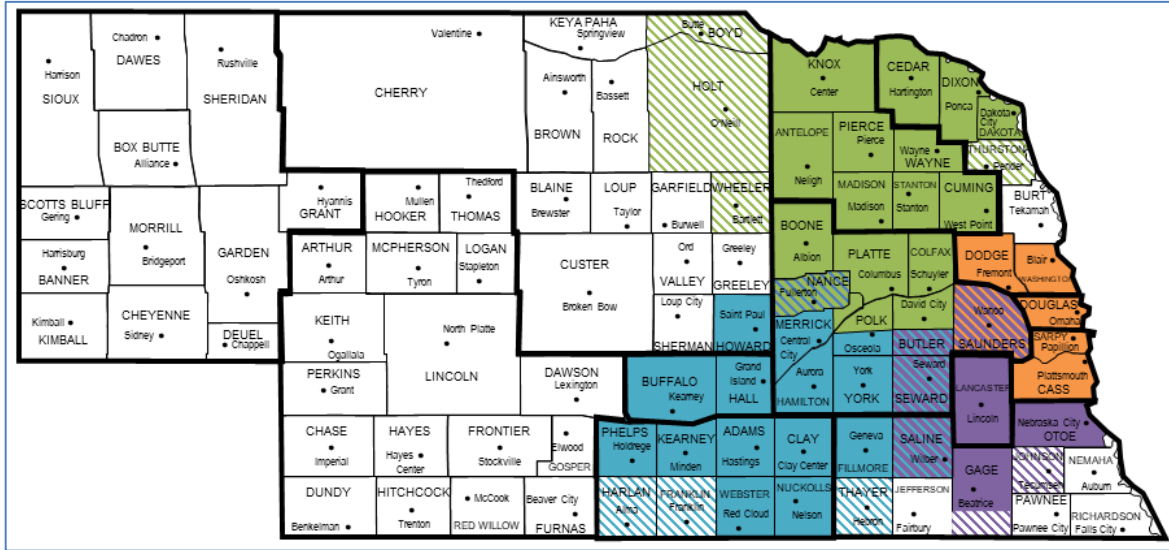 Chadron
DAWES
Harrison
SIOUX
Rushville
SHERIDAN
BOX BUTTE
Alliance
SCOTTS BLUFF
Gering
MORRILL
Bridgeport
Harrisburg
BANNER
GARDEN
Oshkosh
Kimball
KIMBALL
CHEYENNE
Sidney
DEUEL
Chappell
Valentine
CHERRY
KEYA PAHA
Springview
Butte
BOYD
Ainsworth
BROWN
Bassett
ROCK
HOLT
O'Neill
Hyannis
GRANT
Mullen
HOOKER
Thedford
THOMAS
BLAINE
Brewster
LOUP
Taylor
GARFIELD
Burwell
WHEELER
Bartlett
ARTHUR
Arthur
MCPHERSON
Tyron
LOGAN
Stapleton
CUSTER
Broken Bow
Ord
VALLEY
Greeley
GREELEY
KEITH
Ogallala
North Platte
LINCOLN
Loup City
SHERMAN
Saint Paul
HOWARD
PERKINS
Grant
DAWSON
Lexington
BUFFALO
Kearney
Grand
Island
HALL
CHASE
Imperial
HAYES
Hayes
Center
FRONTIER
Stockville
Elwood
GOSPER
PHELPS
Holdrege
KEARNEY
Minden
ADAMS
Hastings
CLAY
Clay Center
DUNDY
Benkelman
HITCHCOCK
Trenton
McCook
RED WILLOW
Beaver City
FURNAS
HARLAN
Alma
FRANKLIN
Franklin
WEBSTER
Red Cloud
NUCKOLLS
Nelson
KNOX
Center
CEDAR
Hartington
DIXON
Ponca
Dakota
City
DAKOTA
ANTELOPE
Neligh
PIERCE
Pierce
Wayne
WAYNE
THURSTON
Pender
MADISON
Madison
STANTON
Stanton
CUMING
West Point
BURT
Tekamah
BOONE
Albion
PLATTE
Columbus
COLFAX
Schuyler
DODGE
Fremont
Blair
WASHINGTON
NANCE
Fullerton
David City
Wahoo
SAUNDERS
DOUGLAS
Omaha
MERRICK
Central
City
POLK
Osceola
BUTLER
SARPY
Papillion
Aurora
HAMILTON
York
YORK
Seward
SEWARD
LANCASTER
Lincoln
Plattsmouth
CASS
Geneva
FILLMORE
SALINE
Wilber
Nebraska City
OTOE
GAGE
Beatrice
JOHNSON
Tecumseh
NEMAHA
Auburn
THAYER
Hebron
JEFFERSON
Fairbury
PAWNEE
Pawnee City
RICHARDSON
Falls City